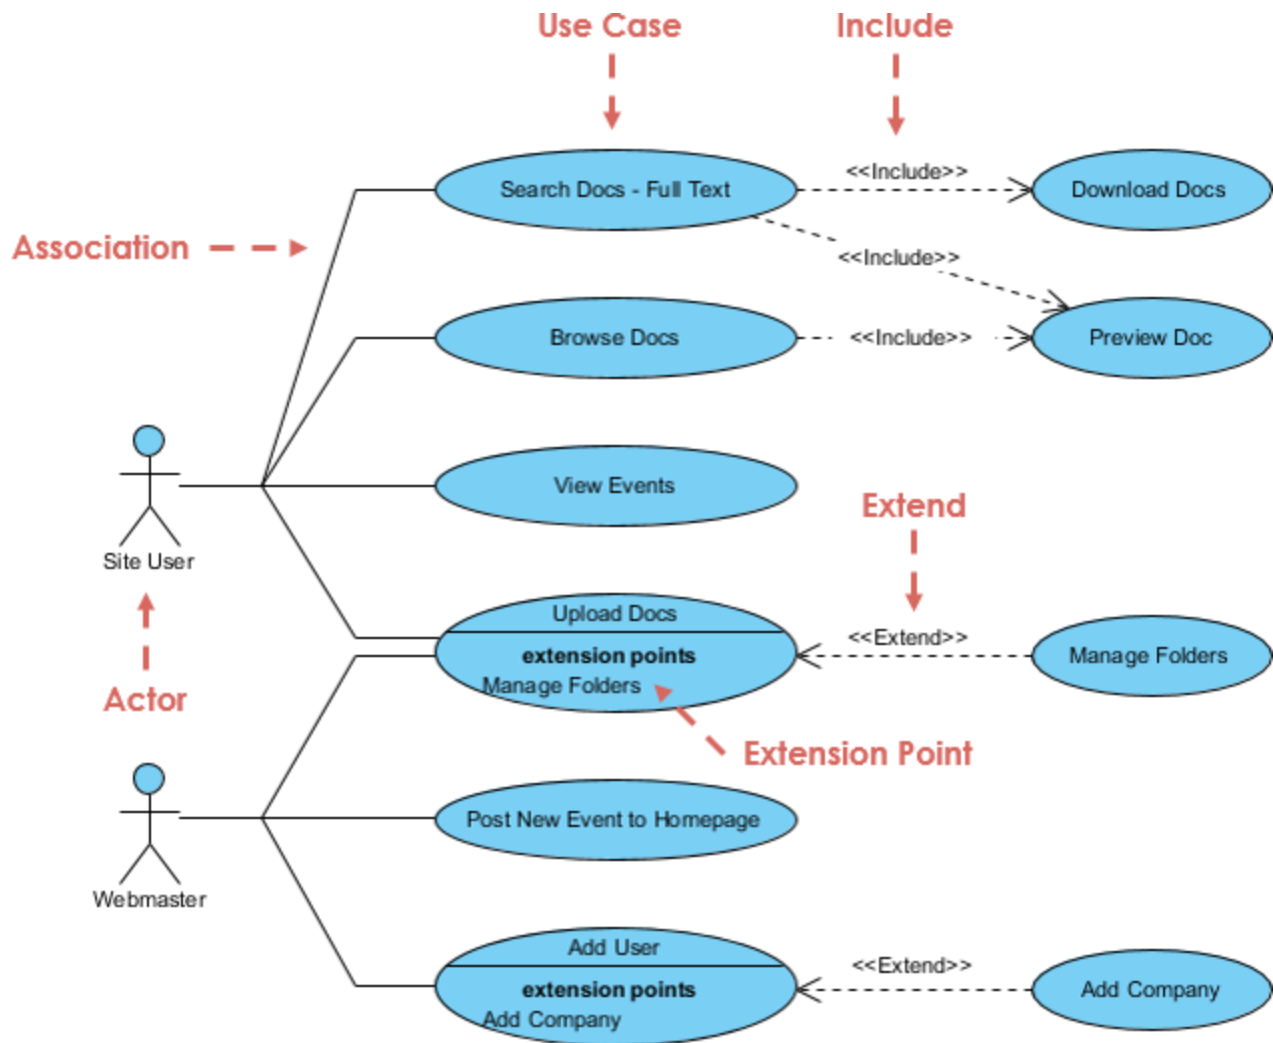 Use Case
Include
<<Include>>
Search Docs - Full Text
Download Docs
Association
<<Include>>
Browse Docs
<<Include>>
Preview Doc
View Events
Extend
Site User
Upload Docs
<<Extend>>
extension points
Manage Folders
Manage Folders
Actor
Extension Point
Post New Event to Homepage
Webmaster
Add User
<<Extend>>
extension points
Add Company
Add Company